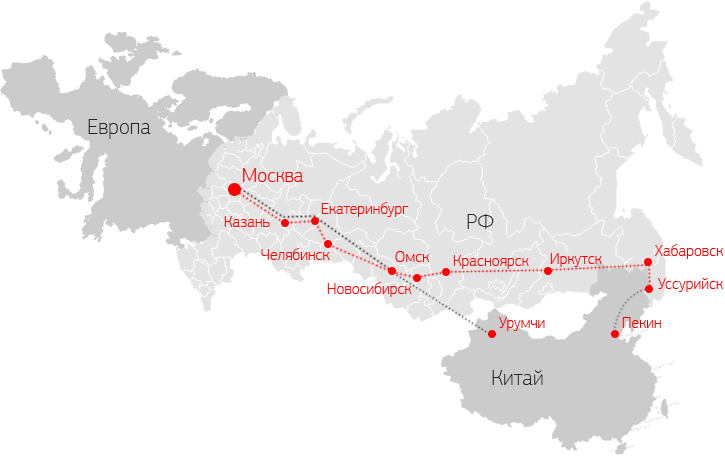 Европа
Москва
Казань
Екатеринбург
РФ
Челябинск
Омск
Новосибирск
Красноярск
Иркутск
Хабаровск
Уссурийск
Урумчи
Пекин
Китай